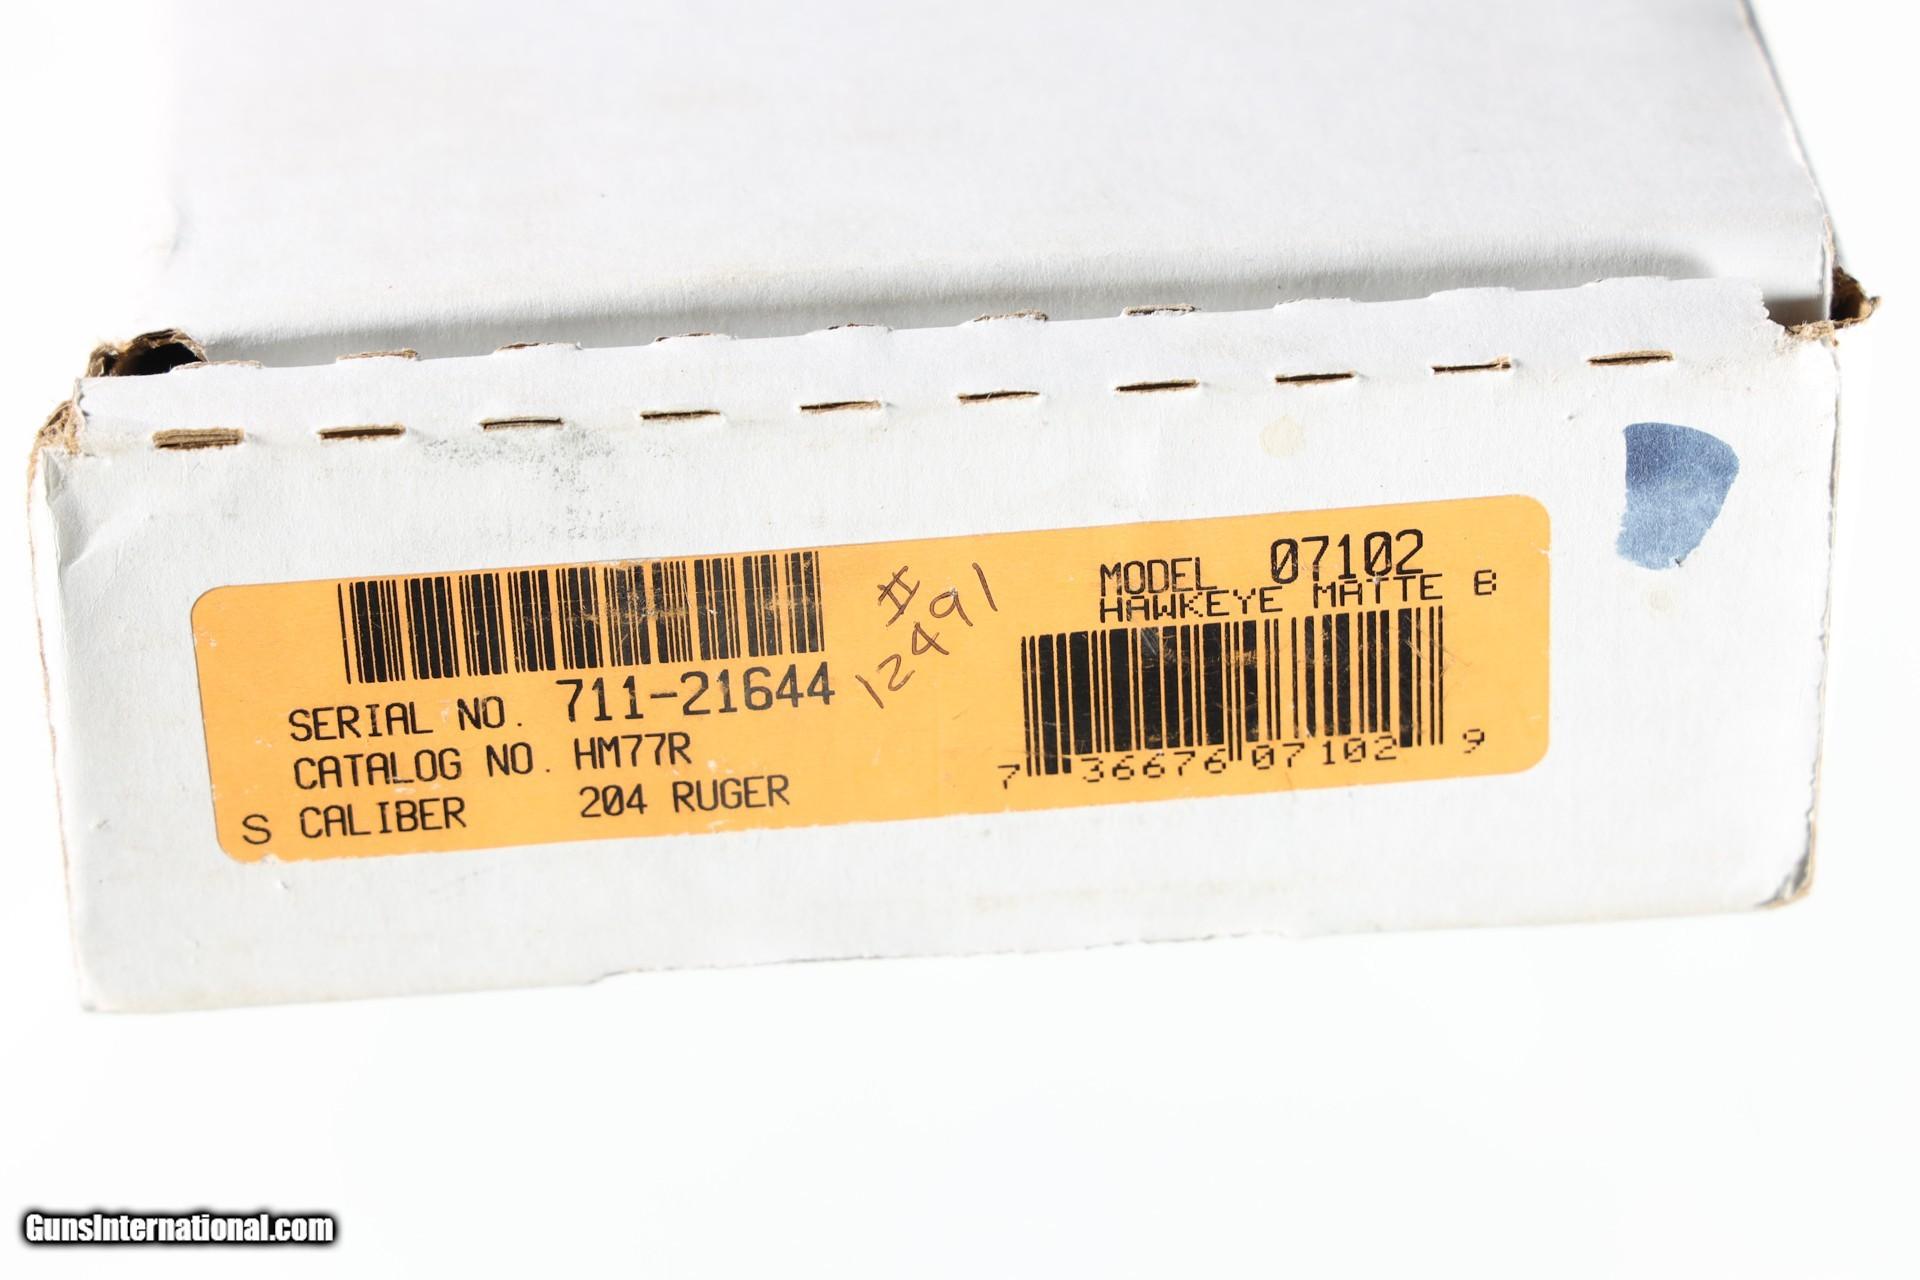 SERIAL NO. 711-21644
CATALOG NO. HM77R
S CALIBER 204 RUGER
#
12491
MODEL 07102
HAWKEYE MATTE B
7 36676 07102 9
GunsInternational.com